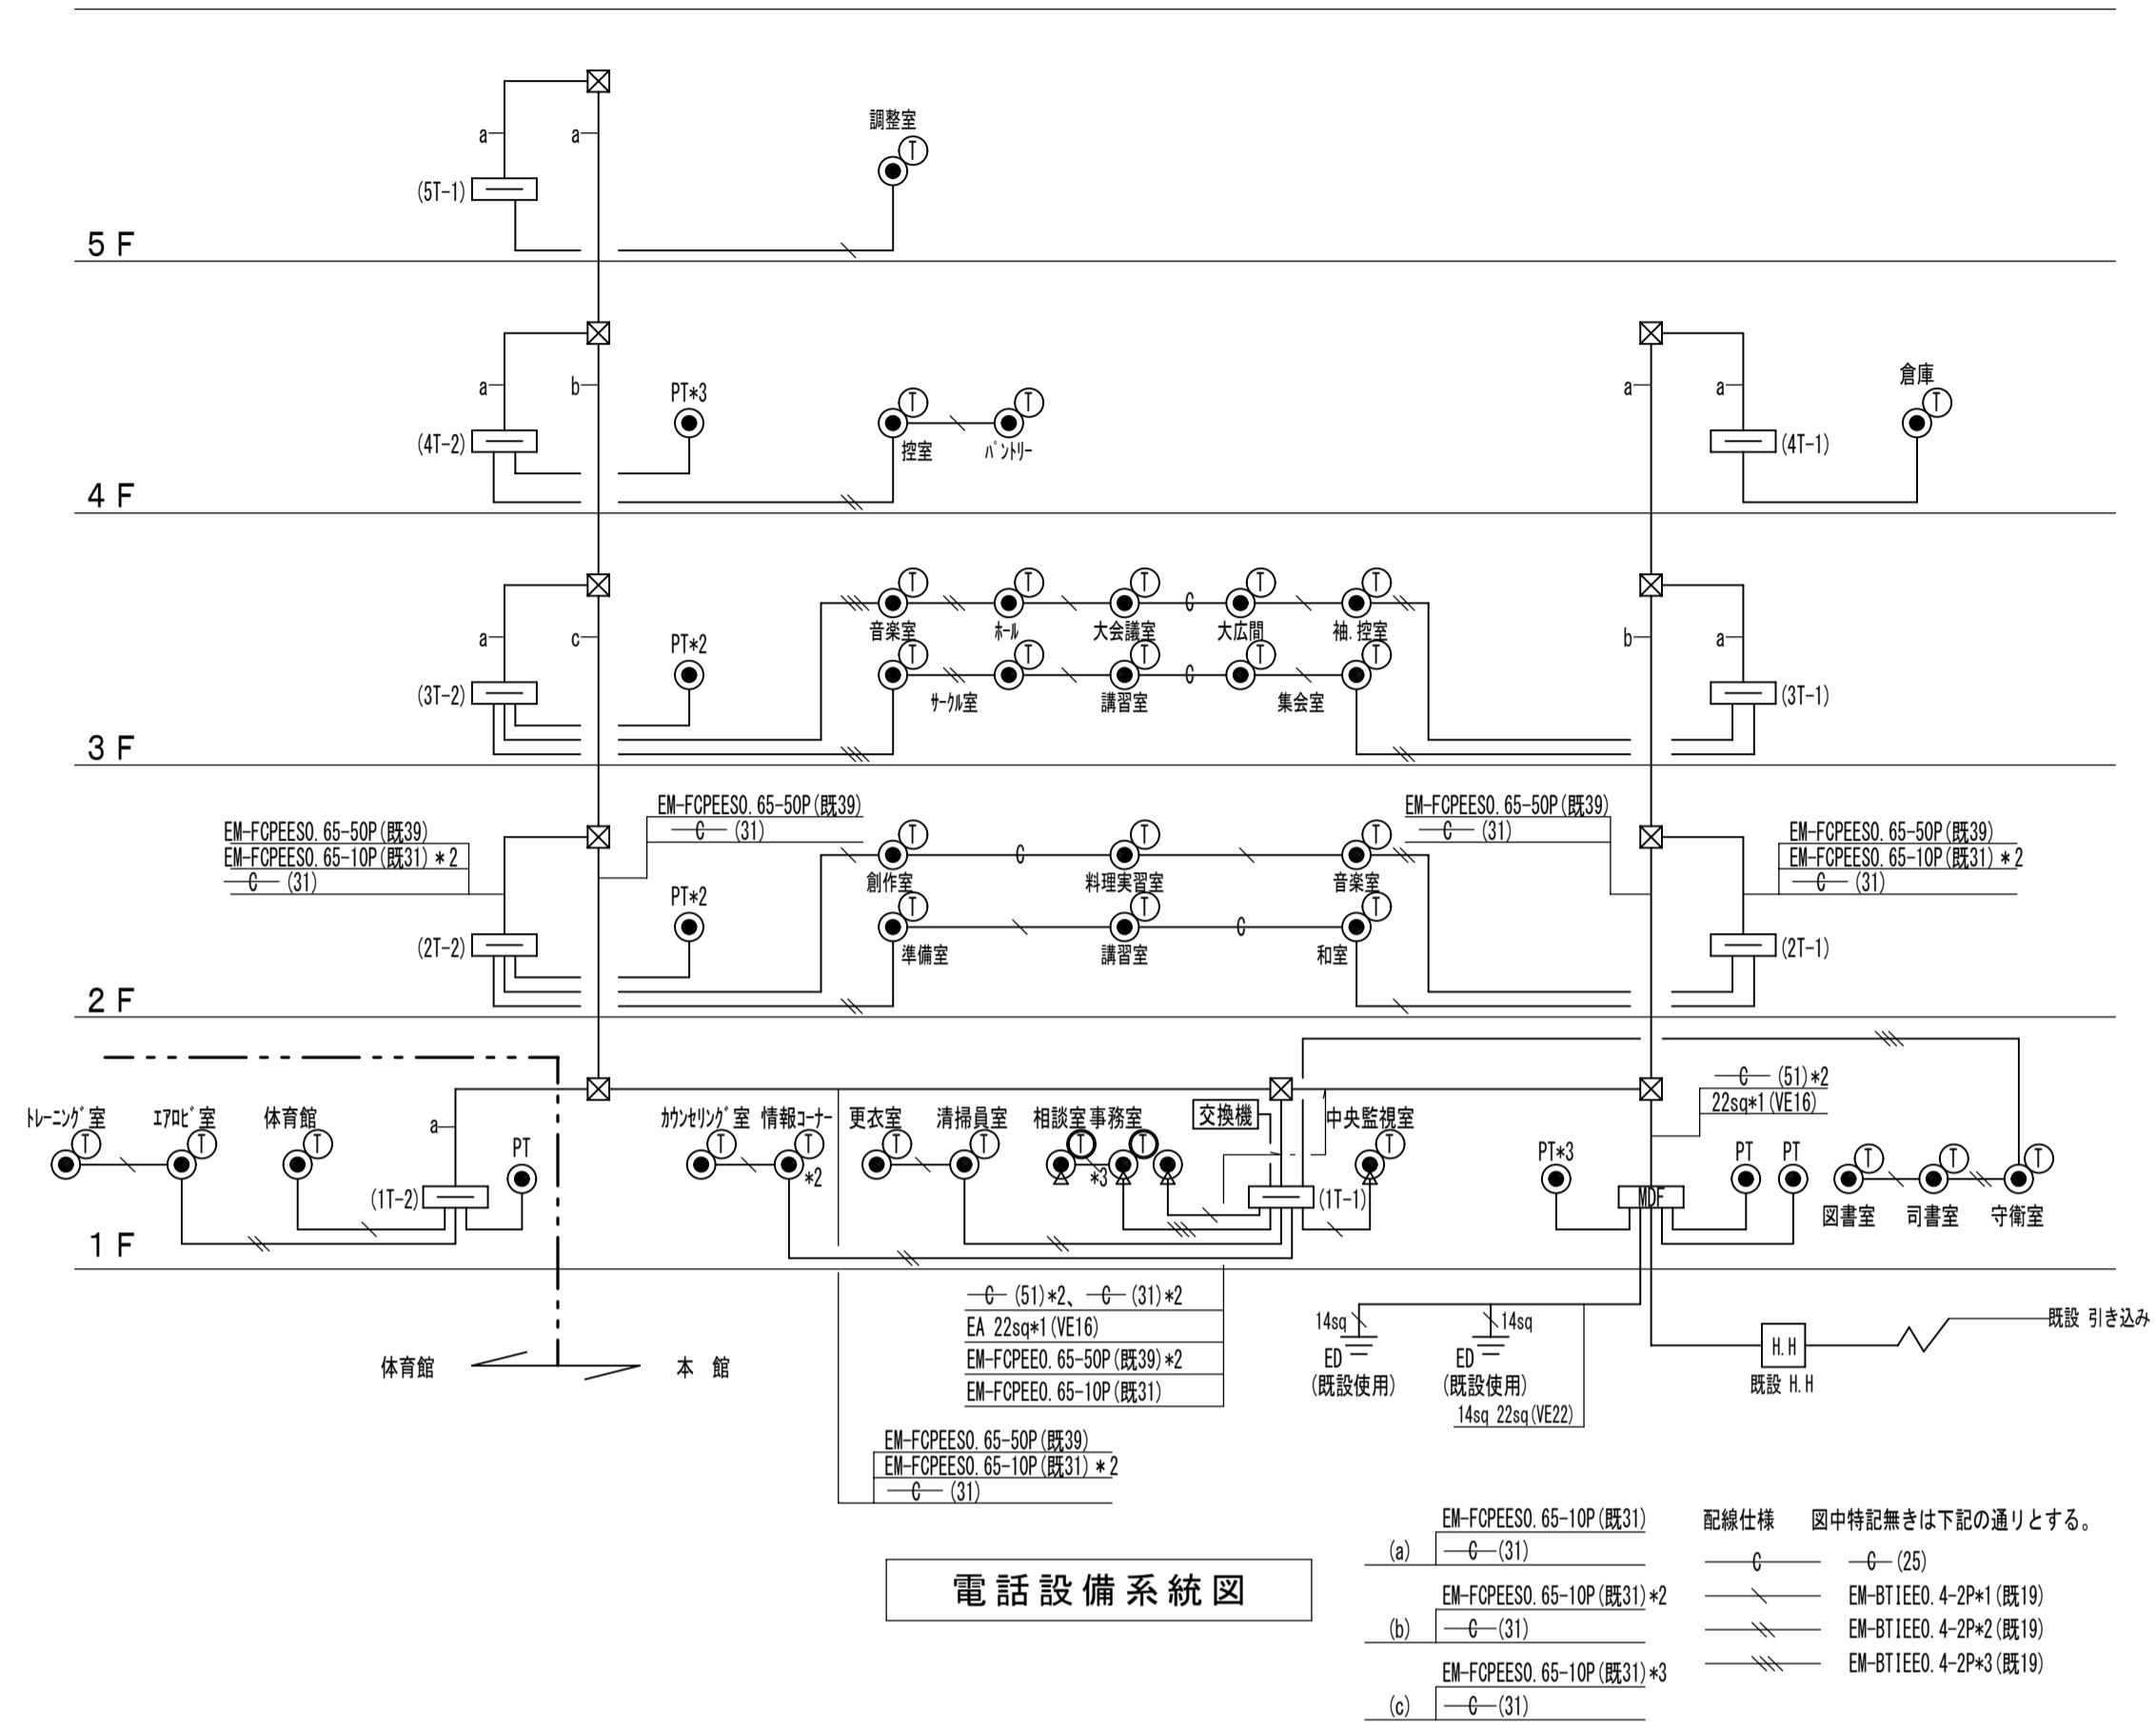 調整室
T
a
a
(5T-1)
5F
倉庫
PT*3
T
T
T
a
b
a
a
(4T-2)
控室
パントリー
(4T-1)
4F
T
T
T
T
T
音楽室
ホール
大会議室
C
大広間
袖.控室
a
c
PT*2
b
a
T
T
T
T
T
(3T-2)
サークル室
講習室
C
集会室
(3T-1)
3F
EM-FCPEES0.65-50P(既39)
C (31)
EM-FCPEES0.65-50P(既39)
C (31)
EM-FCPEES0.65-50P(既39)
EM-FCPEES0.65-10P(既31)*2
C (31)
EM-FCPEES0.65-50P(既39)
EM-FCPEES0.65-10P(既31)*2
C (31)
T
T
T
創作室
C
料理実習室
音楽室
PT*2
T
T
T
(2T-2)
準備室
講習室
C
和室
(2T-1)
2F
C (51)*2
22sq*1(VE16)
トレーニング室
エアロビ室
体育館
a
PT
カウンセリング室
情報コーナー
更衣室
清掃員室
相談室
事務室
交換機
中央監視室
PT*3
PT
PT
T
T
T
T
T
T
T
T
T
T
T
T
T
*2
*3
(1T-2)
(1T-1)
MDF
図書室
司書室
守衛室
1F
C (51)*2、 C (31)*2
EA 22sq*1(VE16)
EM-FCPEE0.65-50P(既39)*2
EM-FCPEE0.65-10P(既31)
14sq
14sq
ED
ED
(既設使用)
(既設使用)
14sq 22sq(VE22)
既設 引き込み
H.H
既設 H.H
体育館
本 館
EM-FCPEES0.65-50P(既39)
EM-FCPEES0.65-10P(既31)*2
C (31)
電話設備系統図
(a)
EM-FCPEES0.65-10P(既31)
C (31)
(b)
EM-FCPEES0.65-10P(既31)*2
C (31)
(c)
EM-FCPEES0.65-10P(既31)*3
C (31)
配線仕様 図中特記無きは下記の通りとする。
C C (25)
EM-BTIEE0.4-2P*1(既19)
EM-BTIEE0.4-2P*2(既19)
EM-BTIEE0.4-2P*3(既19)